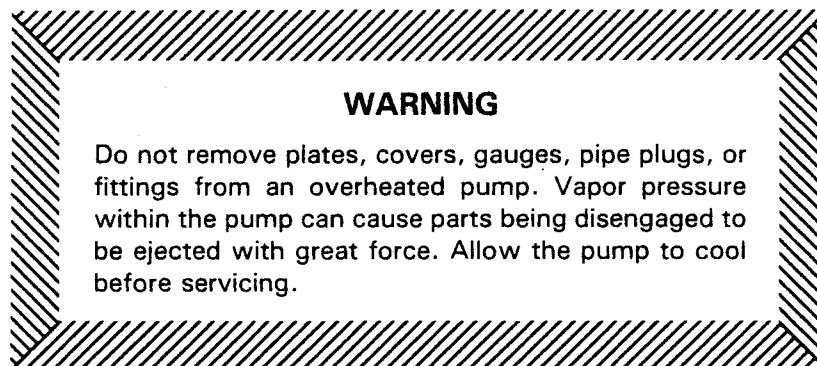 WARNING
Do not remove plates, covers, gauges, pipe plugs, or
fittings from an overheated pump. Vapor pressure
within the pump can cause parts being disengaged to
be ejected with great force. Allow the pump to cool
before servicing.